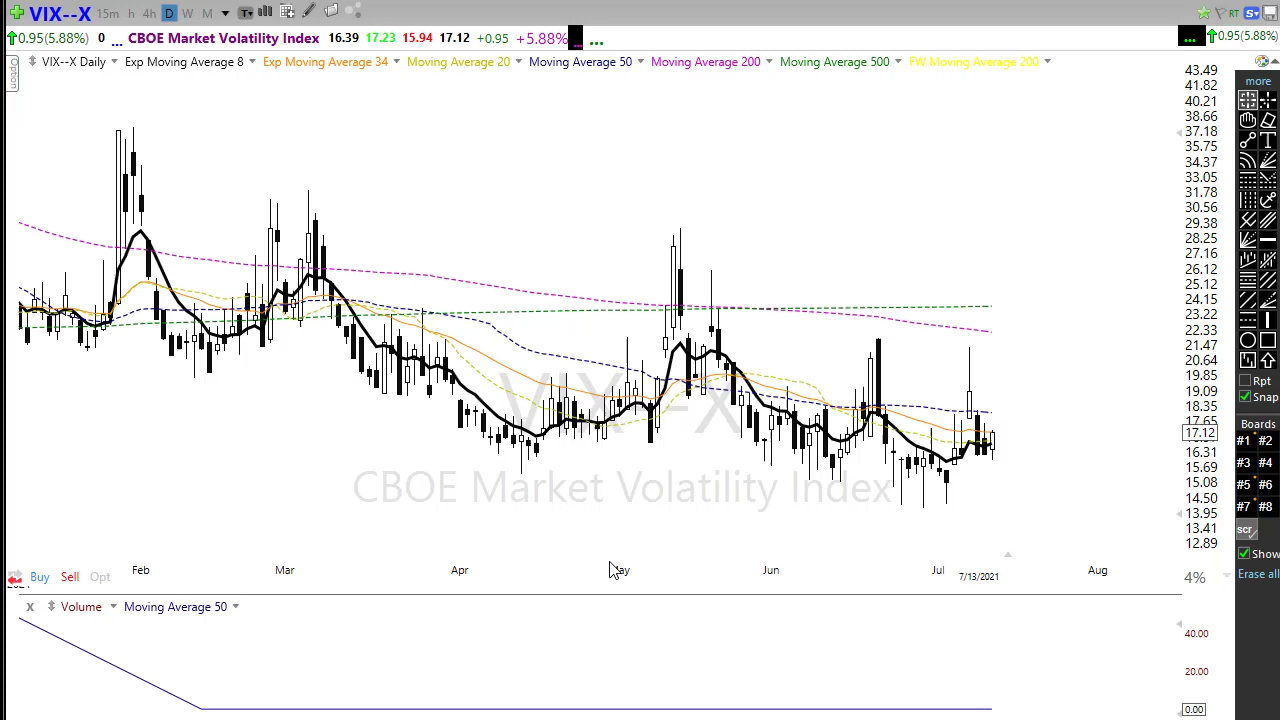 VIX--X 15m h 4h D W M T RT S
0.95(5.88%) 0 ... CBOE Market Volatility Index 16.39 17.23 15.94 17.12 +0.95 +5.88% ... ... ... 0.95(5.88%)
Option
VIX--X Daily Exp Moving Average 8 Exp Moving Average 34 Moving Average 20 Moving Average 50 Moving Average 200 Moving Average 500 FW Moving Average 200
43.49
41.82
40.21
38.66
37.18
35.75
34.37
33.05
31.78
30.56
29.38
28.25
27.16
26.12
25.12
24.15
23.22
22.33
21.47
20.64
19.85
19.09
18.35
17.65
17.12
16.31
15.69
15.08
14.50
13.95
13.41
12.89
more
T
Rpt
Snap
Boards
#1 #2
#3 #4
#5 #6
#7 #8
scr
Show
Erase all
VIX--X
CBOE Market Volatility Index
Feb Mar Apr May Jun Jul Aug
7/13/2021
Buy Sell Opt
4%
X Volume Moving Average 50
40.00
20.00
0.00